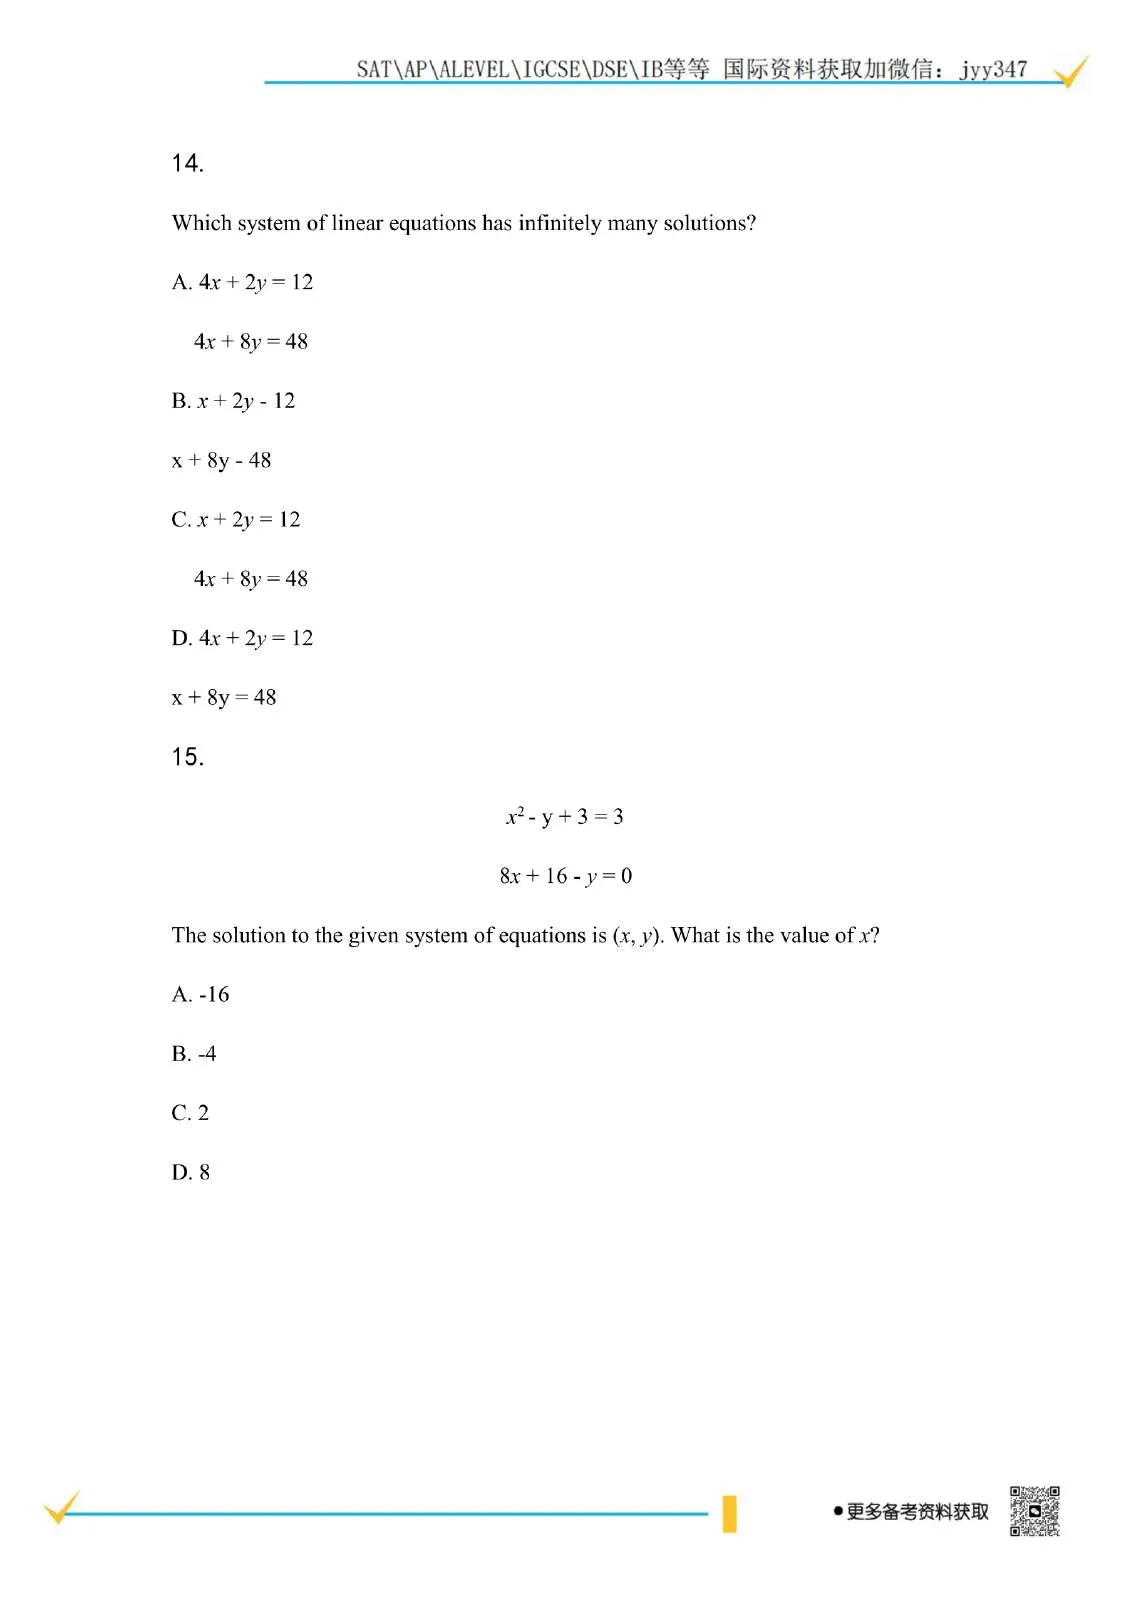 SAT\AP\ALEVEL\IGCSE\DSE\IB等等 国际资料获取加微信：jyy347
14.
Which system of linear equations has infinitely many solutions?
A. 4x + 2y = 12
4x + 8y = 48
B. x + 2y - 12
x + 8y - 48
C. x + 2y = 12
4x + 8y = 48
D. 4x + 2y = 12
x + 8y = 48
15.
x² - y + 3 = 3
8x + 16 - y = 0
The solution to the given system of equations is (x, y). What is the value of x?
A. -16
B. -4
C. 2
D. 8
●更多备考资料获取